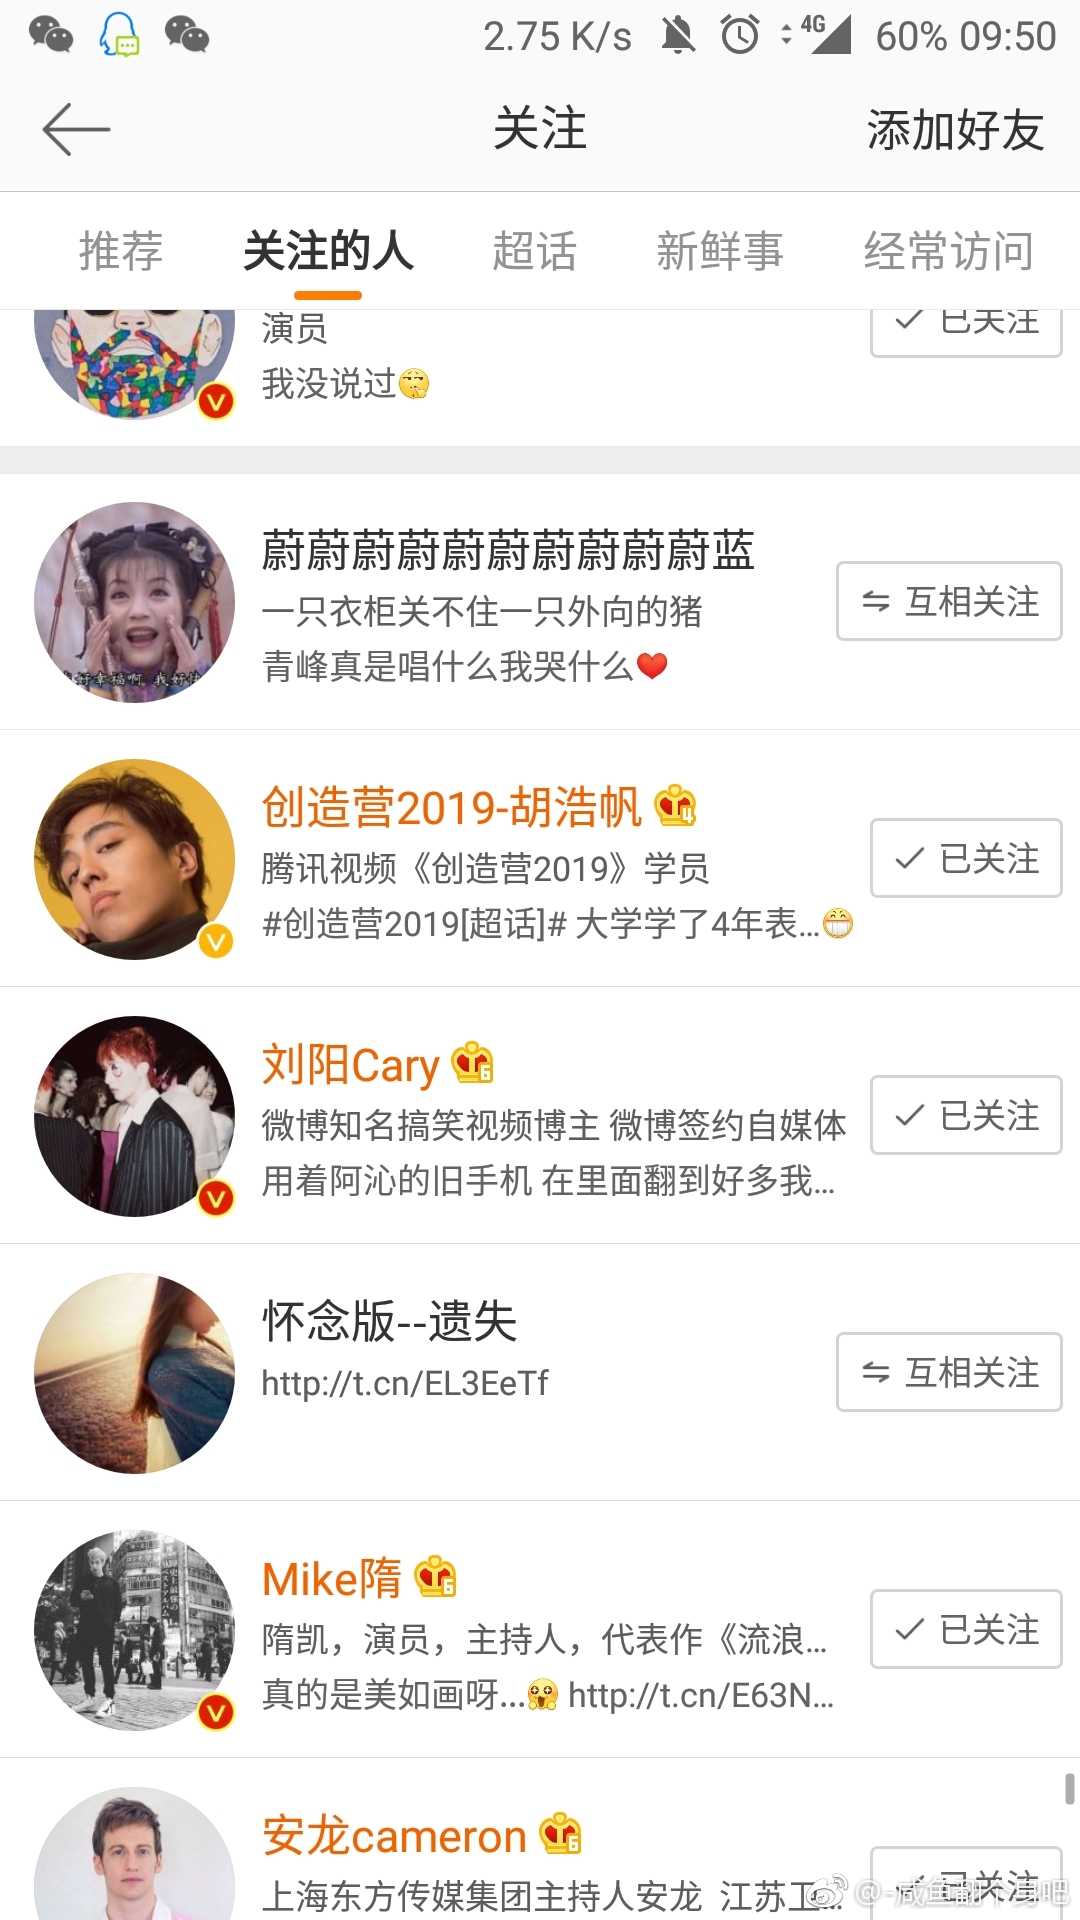 2.75 K/s 4G 60% 09:50
关注
添加好友
推荐 关注的人 超话 新鲜事 经常访问
演员
已关注
我没说过
蔚蔚蔚蔚蔚蔚蔚蔚蔚蔚蓝
一只衣柜关不住一只外向的猪
互相关注
青峰真是唱什么我哭什么
创造营2019-胡浩帆
腾讯视频《创造营2019》学员
已关注
#创造营2019[超话]# 大学学了4年表...
刘阳Cary
微博知名搞笑视频博主 微博签约自媒体
已关注
用着阿沁的旧手机 在里面翻到好多我...
怀念版--遗失
http://t.cn/EL3EeTf
互相关注
Mike隋
隋凯，演员，主持人，代表作《流浪...
已关注
真的是美如画呀... http://t.cn/E63N...
安龙cameron
上海东方传媒集团主持人安龙 江苏卫...
已关注
@-咸鱼翻个身吧